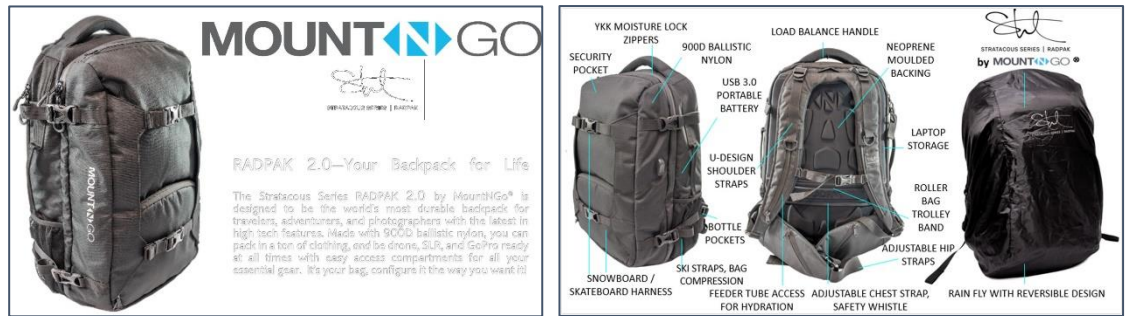 MOUNTNGO
STRATACOUS SERIES | RADPAK
MOUNTNGO
RADPAK 2.0—Your Backpack for Life
The Stratacous Series RADPAK 2.0 by MountNGo® is
designed to be the world's most durable backpack for
travelers, adventurers, and photographers with the latest in
high tech features. Made with 900D ballistic nylon, you can
pack in a ton of clothing, and be drone, SLR, and GoPro ready
at all times with easy access compartments for all your
essential gear. It's your bag, configure it the way you want it!
YKK MOISTURE LOCK
ZIPPERS
SECURITY
POCKET
900D BALLISTIC
NYLON
USB 3.0
PORTABLE
BATTERY
U-DESIGN
SHOULDER
STRAPS
BOTTLE
POCKETS
SNOWBOARD /
SKATEBOARD HARNESS
SKI STRAPS, BAG
COMPRESSION
LOAD BALANCE HANDLE
NEOPRENE
MOULDED
BACKING
LAPTOP
STORAGE
ROLLER
BAG
TROLLEY
BAND
ADJUSTABLE HIP
STRAPS
FEEDER TUBE ACCESS
FOR HYDRATION
ADJUSTABLE CHEST STRAP,
SAFETY WHISTLE
STRATACOUS SERIES | RADPAK
by MOUNTNGO ®
RAIN FLY WITH REVERSIBLE DESIGN